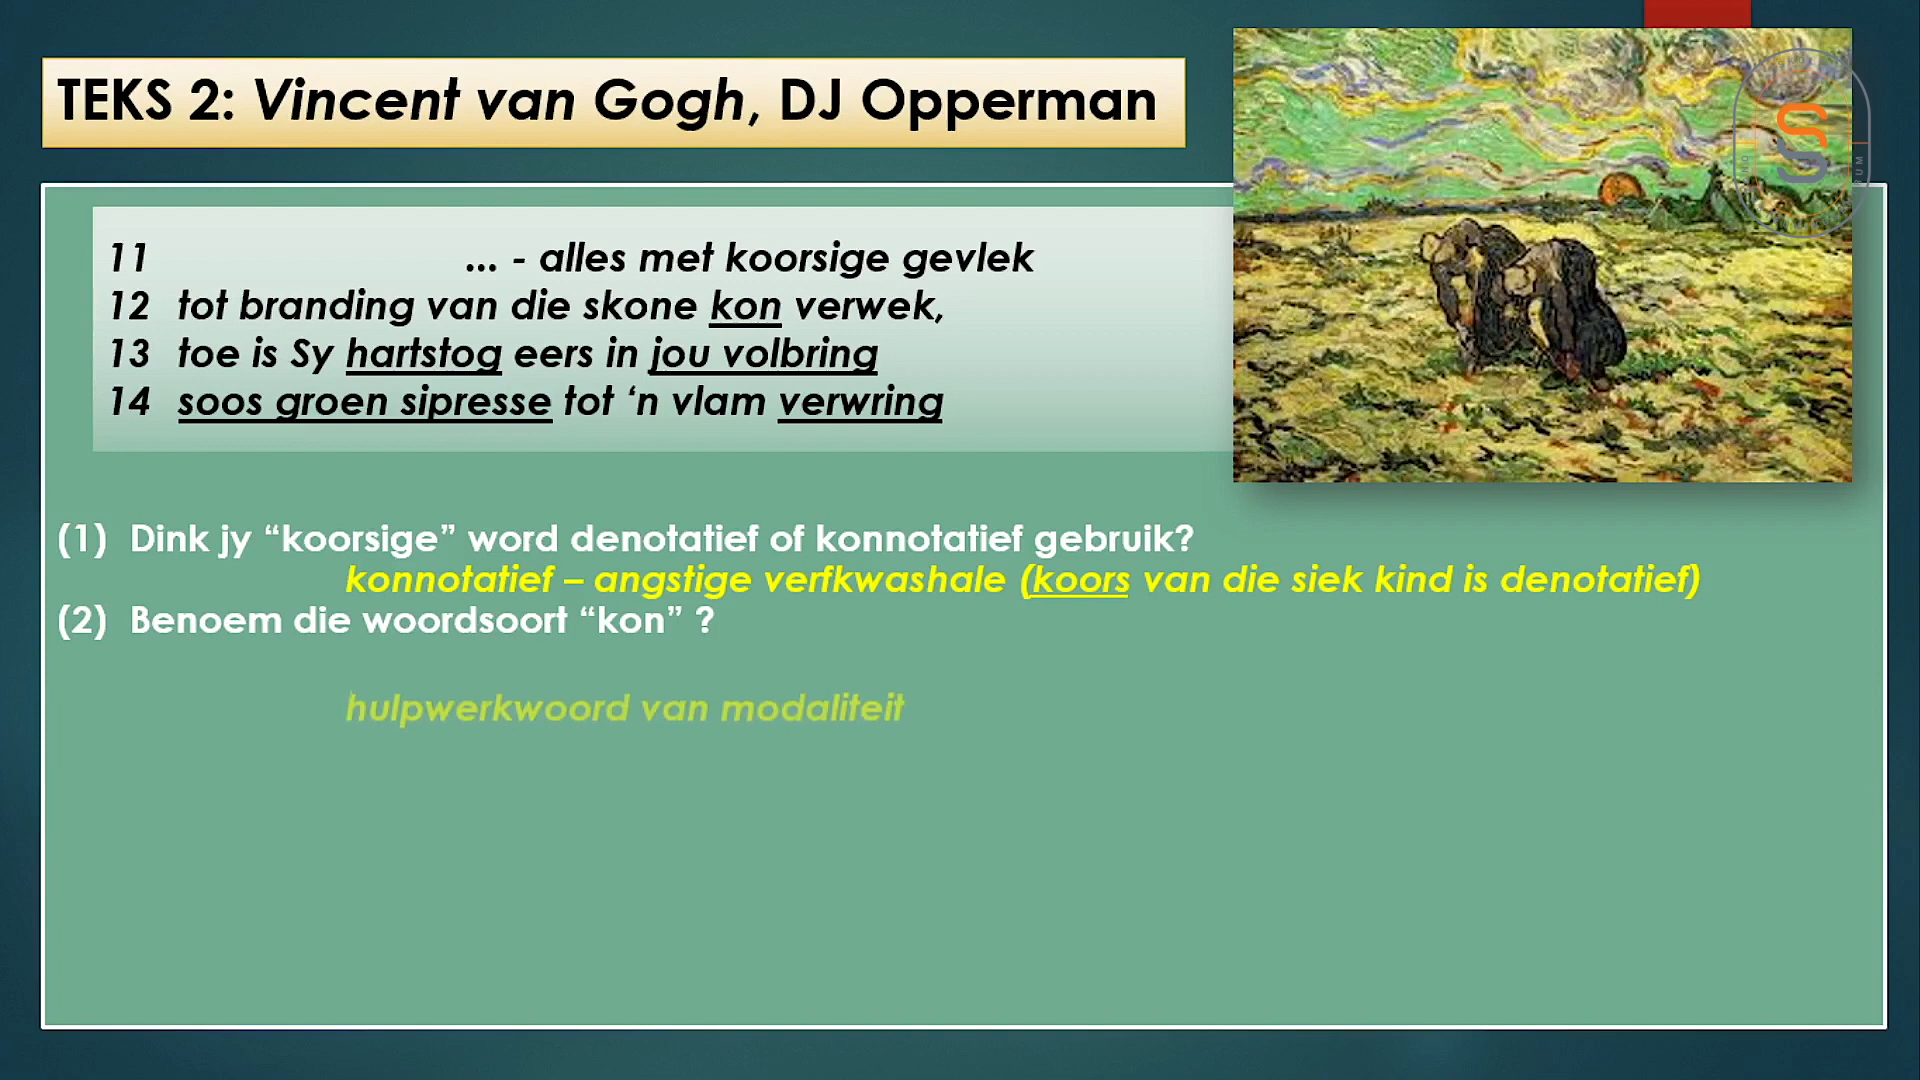 TEKS 2: Vincent van Gogh, DJ Opperman
11 ... - alles met koorsige gevlek
12 tot branding van die skone kon verwek,
13 toe is Sy hartstog eers in jou volbring
14 soos groen sipresse tot ‘n vlam verwring
(1) Dink jy “koorsige” word denotatief of konnotatief gebruik?
konnotatief – angstige verfkwashale (koors van die siek kind is denotatief)
(2) Benoem die woordsoort “kon” ?
hulpwerkwoord van modaliteit